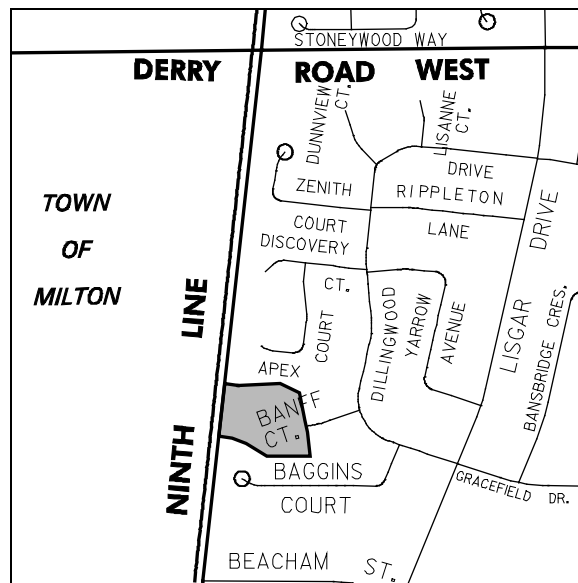 STONEYWOOD WAY
DERRY ROAD WEST
DUNNVIEW CT.
LISANNE CT.
DRIVE
ZENITH
RIPPLETON
COURT
LANE
DISCOVERY
CT.
TOWN
OF
MILTON
DRIVE
LISGAR
BANSBRIDGE CRES.
DILLINGWOOD
YARROW
AVENUE
COURT
APEX
BANFF
CT.
LINE
NINTH
BAGGINS
COURT
GRACEFIELD DR.
BEACHAM ST.